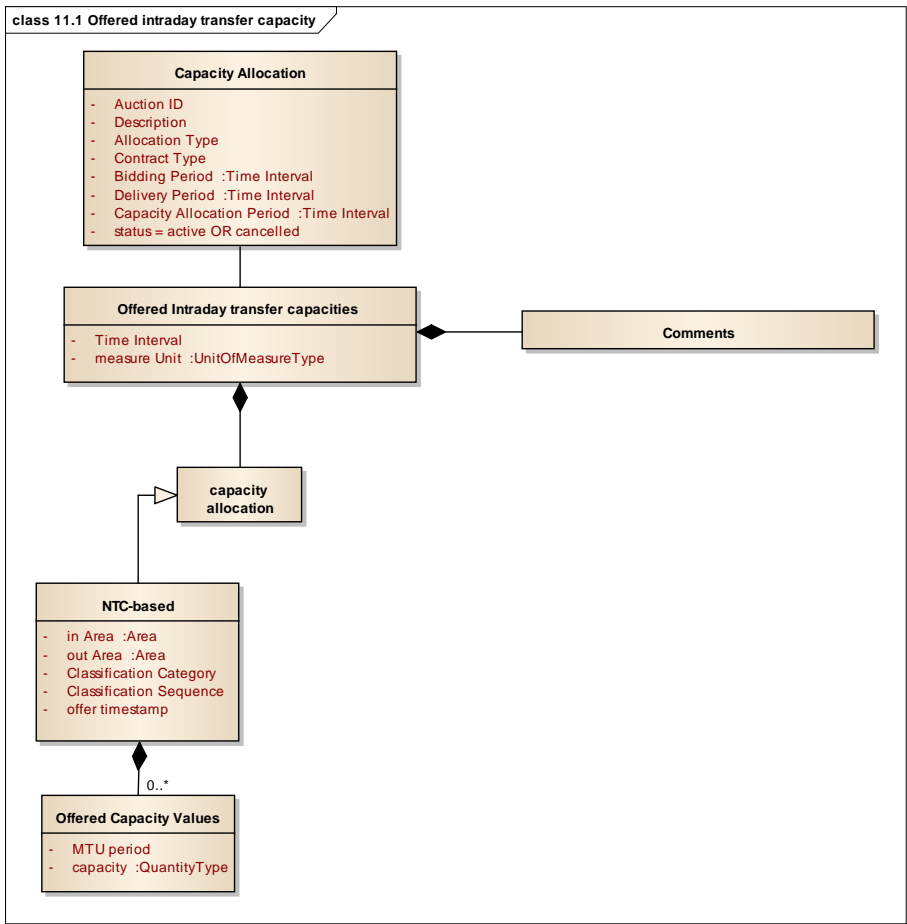 class 11.1 Offered intraday transfer capacity
Capacity Allocation
- Auction ID
- Description
- Allocation Type
- Contract Type
- Bidding Period :Time Interval
- Delivery Period :Time Interval
- Capacity Allocation Period :Time Interval
- status = active OR cancelled
Offered Intraday transfer capacities
- Time Interval
- measure Unit :UnitOfMeasureType
Comments
capacity
allocation
NTC-based
- in Area :Area
- out Area :Area
- Classification Category
- Classification Sequence
- offer timestamp
0..*
Offered Capacity Values
- MTU period
- capacity :QuantityType